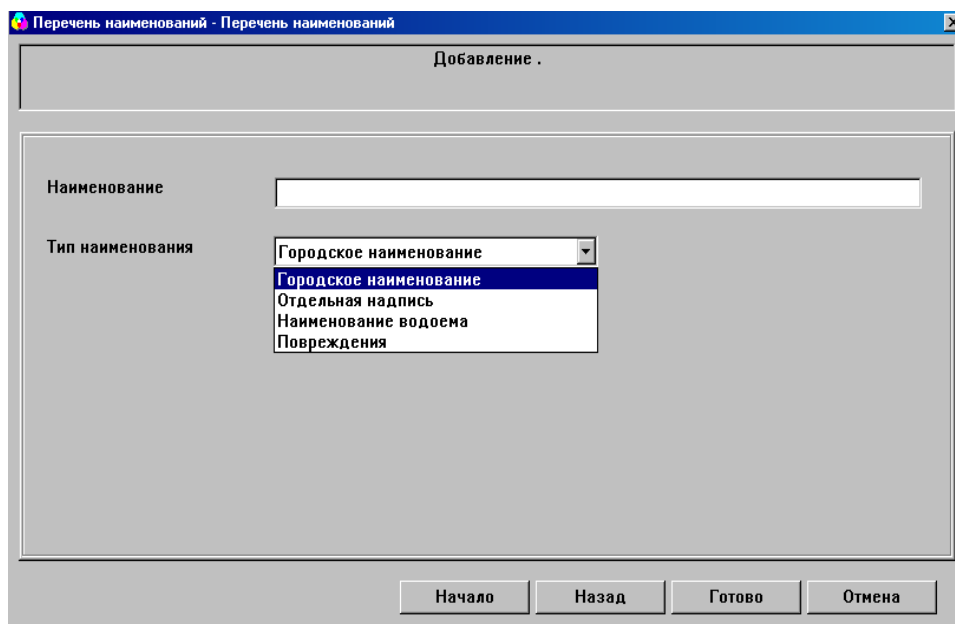 Перечень наименований - Перечень наименований
Добавление .
Наименование
Тип наименования
Городское наименование
Городское наименование
Отдельная надпись
Наименование водоема
Повреждения
Начало Назад Готово Отмена